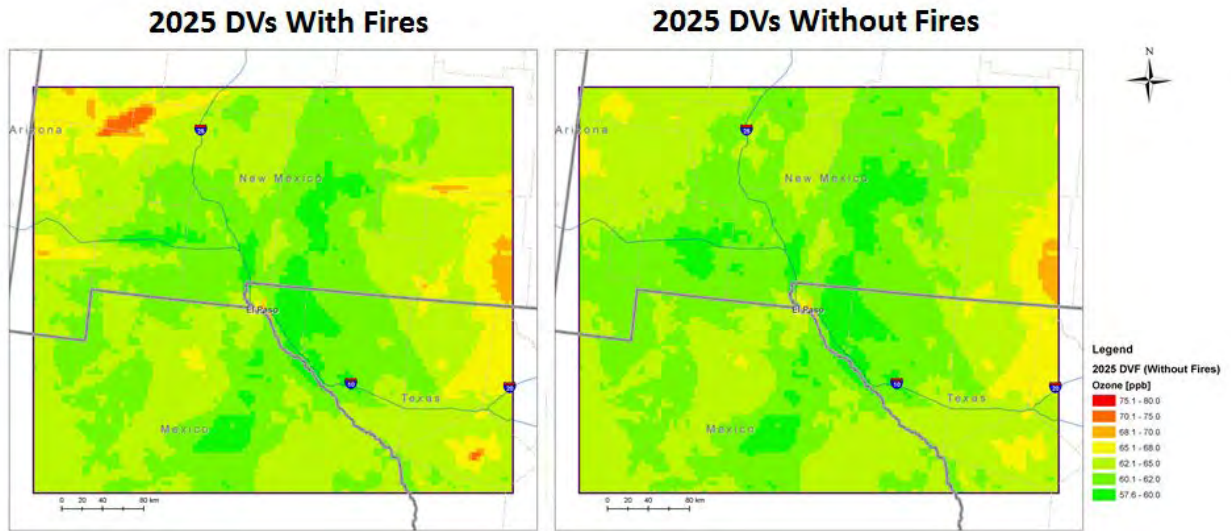 2025 DVs With Fires
2025 DVs Without Fires
N
Arizona
25
New Mexico
El Paso
10
20
Texas
Mexico
0 20 40 80 km
Arizona
25
New Mexico
El Paso
10
20
Texas
Mexico
0 20 40 80 km
Legend
2025 DVF (Without Fires)
Ozone [ppb]
75.1 - 80.0
70.1 - 75.0
68.1 - 70.0
65.1 - 68.0
62.1 - 65.0
60.1 - 62.0
57.6 - 60.0